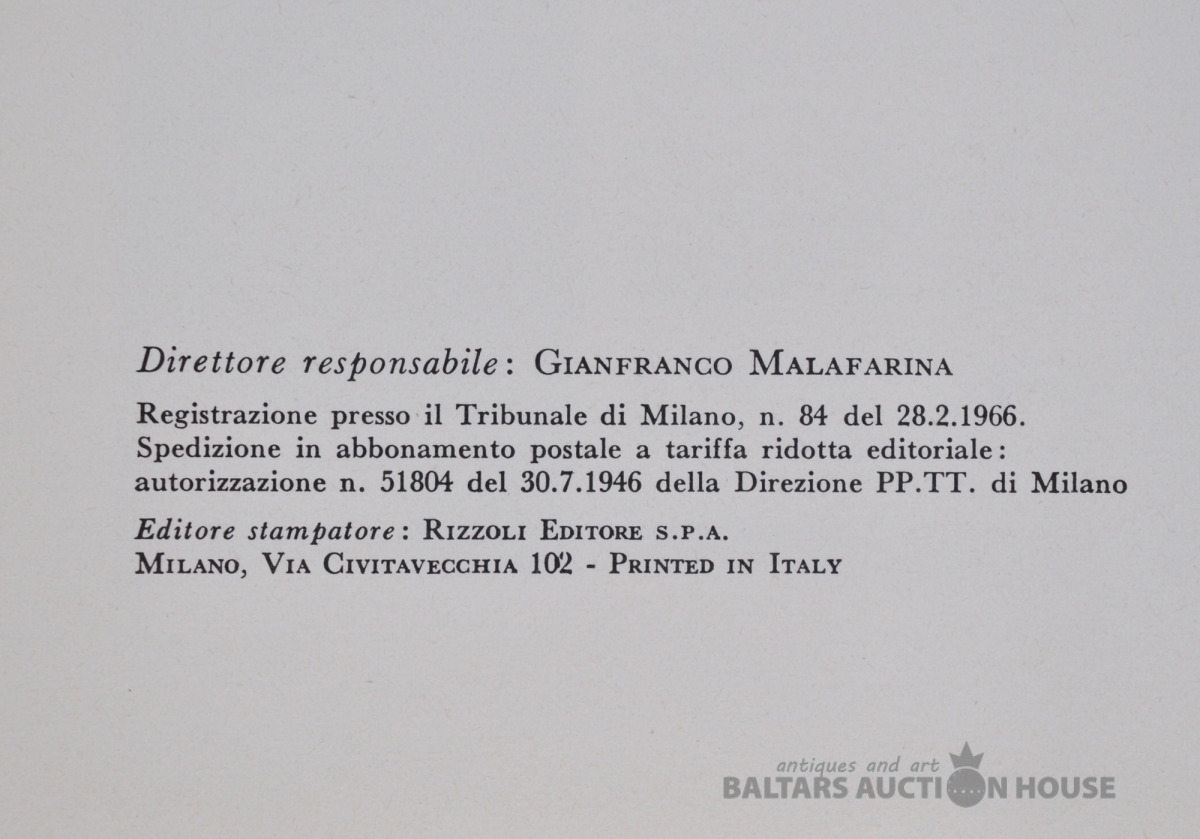 Direttore responsabile: GIANFRANCO MALAFARINA
Registrazione presso il Tribunale di Milano, n. 84 del 28.2.1966.
Spedizione in abbonamento postale a tariffa ridotta editoriale:
autorizzazione n. 51804 del 30.7.1946 della Direzione PP.TT. di Milano
Editore stampatore: RIZZOLI EDITORE S.P.A.
MILANO, VIA CIVITAVECCHIA 102 - PRINTED IN ITALY
antiques and art
BALTARS AUCTION HOUSE